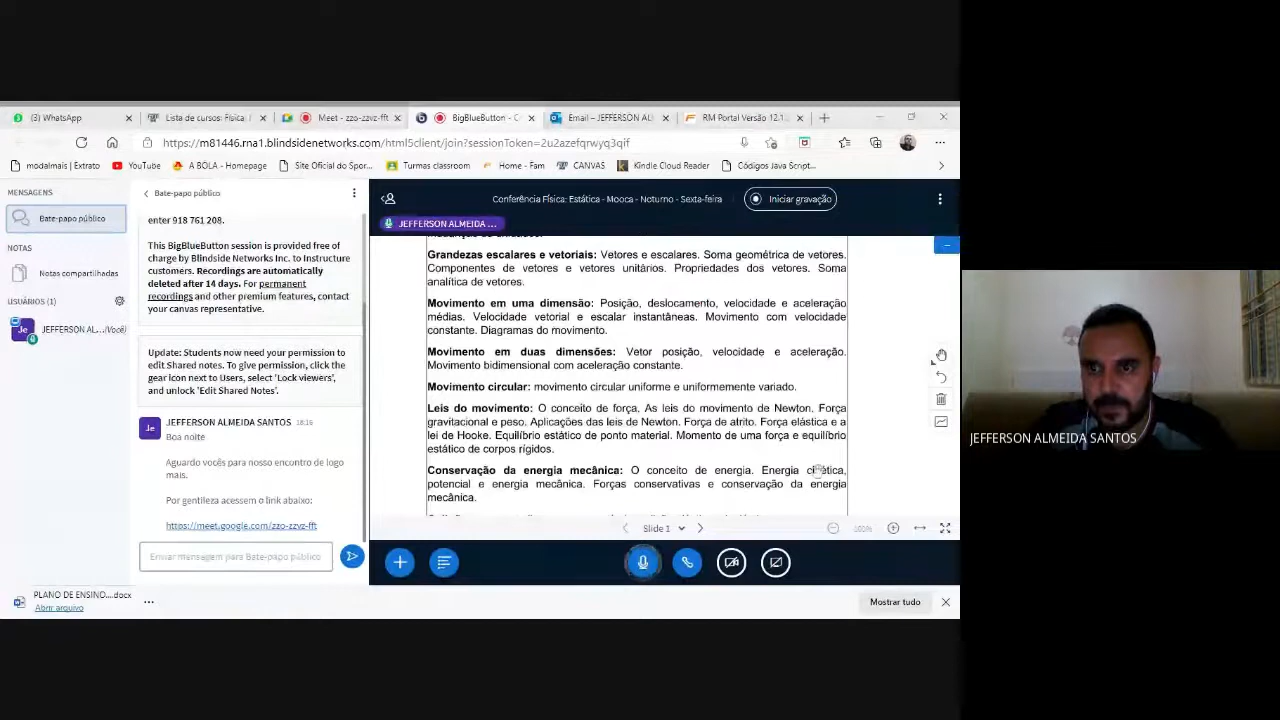 (3) WhatsApp
Lista de cursos: Física: I
Meet - zzo-zzvz-fft
BigBlueButton - C
Email – JEFFERSON AL
RM Portal Versão 12.1
https://m81446.rna1.blindsidenetworks.com/html5client/join?sessionToken=2u2azefqrwyq3qif
modalmais | Extrato
YouTube
A BOLA - Homepage
Site Oficial do Spor...
Turmas classroom
Home - Fam
CANVAS
Kindle Cloud Reader
Códigos Java Script...
MENSAGENS
Bate-papo público
NOTAS
Notas compartilhadas
USUÁRIOS (1)
Je
JEFFERSON AL... (Você)
Bate-papo público
enter 918 761 208.
This BigBlueButton session is provided free of
charge by Blindside Networks Inc. to Instructure
customers. Recordings are automatically
deleted after 14 days. For permanent
recordings and other premium features, contact
your canvas representative.
Update: Students now need your permission to
edit Shared notes. To give permission, click the
gear icon next to Users, select 'Lock viewers',
and unlock 'Edit Shared Notes'.
Je
JEFFERSON ALMEIDA SANTOS 18:16
Boa noite
Aguardo vocês para nosso encontro de logo
mais.
Por gentileza acessem o link abaixo:
https://meet.google.com/zzo-zzvz-fft
Enviar mensagem para Bate-papo público
Conferência Física: Estática - Mooca - Noturno - Sexta-feira
Iniciar gravação
JEFFERSON ALMEIDA ...
Grandezas escalares e vetoriais: Vetores e escalares. Soma geométrica de vetores.
Componentes de vetores e vetores unitários. Propriedades dos vetores. Soma
analítica de vetores.
Movimento em uma dimensão: Posição, deslocamento, velocidade e aceleração
médias. Velocidade vetorial e escalar instantâneas. Movimento com velocidade
constante. Diagramas do movimento.
Movimento em duas dimensões: Vetor posição, velocidade e aceleração.
Movimento bidimensional com aceleração constante.
Movimento circular: movimento circular uniforme e uniformemente variado.
Leis do movimento: O conceito de força. As leis do movimento de Newton. Força
gravitacional e peso. Aplicações das leis de Newton. Força de atrito. Força elástica e a
lei de Hooke. Equilíbrio estático de ponto material. Momento de uma força e equilíbrio
estático de corpos rígidos.
Conservação da energia mecânica: O conceito de energia. Energia cinética,
potencial e energia mecânica. Forças conservativas e conservação da energia
mecânica.
Slide 1
100%
PLANO DE ENSINO....docx
Abrir arquivo
Mostrar tudo
JEFFERSON ALMEIDA SANTOS